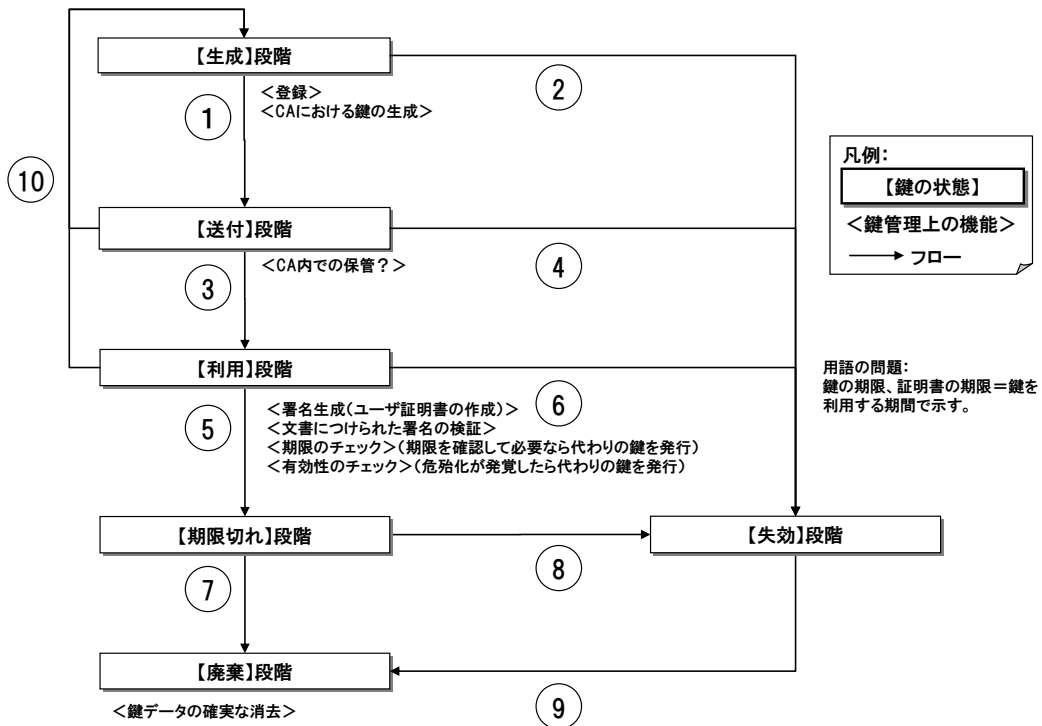 【生成】段階
<登録>
<CAにおける鍵の生成>
①
②
⑩
【送付】段階
<CA内での保管？>
③
④
【利用】段階
<署名生成(ユーザ証明書の作成)>
<文書につけられた署名の検証>
<期限のチェック>(期限を確認して必要なら代わりの鍵を発行)
<有効性のチェック>(危殆化が発覚したら代わりの鍵を発行)
⑤
⑥
【期限切れ】段階
【失効】段階
⑦
⑧
【廃棄】段階
<鍵データの確実な消去>
⑨
凡例：
【鍵の状態】
<鍵管理上の機能>
フロー
用語の問題：
鍵の期限、証明書の期限＝鍵を
利用する期間で示す。